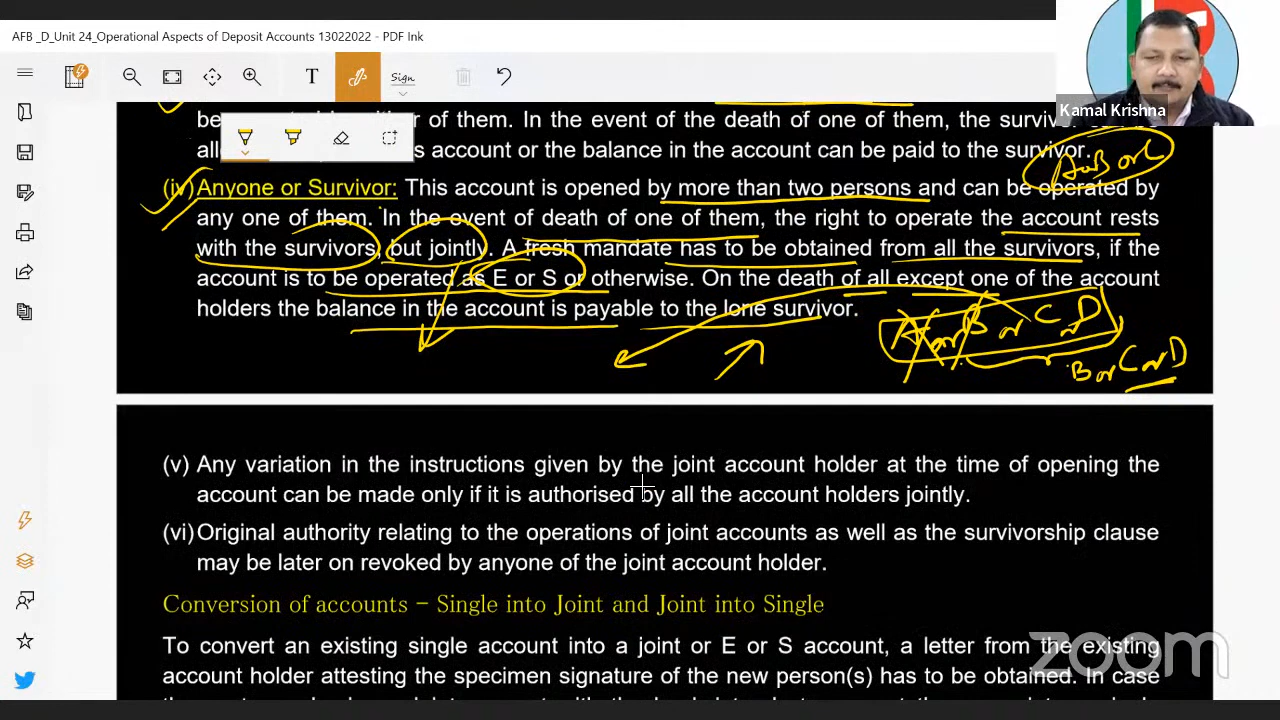 AFB _D_Unit 24_Operational Aspects of Deposit Accounts 13022022 - PDF Ink
T
Sign
Kamal Krishna
be r of them. In the event of the death of one of them, the surviv
all s account or the balance in the account can be paid to the survivor.
A or B or C
(iv) Anyone or Survivor: This account is opened by more than two persons and can be operated by
any one of them. In the event of death of one of them, the right to operate the account rests
with the survivors, but jointly. A fresh mandate has to be obtained from all the survivors, if the
account is to be operated as E or S or otherwise. On the death of all except one of the account
holders the balance in the account is payable to the lone survivor.
A or B or C or D
B or C or D
(v) Any variation in the instructions given by the joint account holder at the time of opening the
account can be made only if it is authorised by all the account holders jointly.
(vi) Original authority relating to the operations of joint accounts as well as the survivorship clause
may be later on revoked by anyone of the joint account holder.
Conversion of accounts – Single into Joint and Joint into Single
To convert an existing single account into a joint or E or S account, a letter from the existing
account holder attesting the specimen signature of the new person(s) has to be obtained. In case
zoom